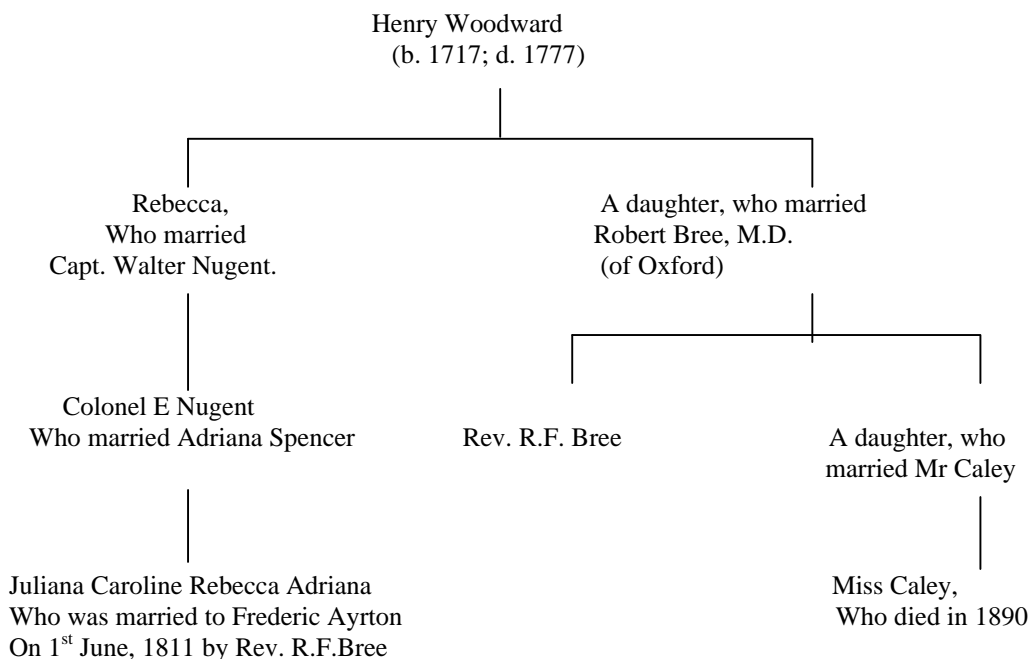 Henry Woodward
(b. 1717; d. 1777)
Rebecca,
Who married
Capt. Walter Nugent.
A daughter, who married
Robert Bree, M.D.
(of Oxford)
Colonel E Nugent
Who married Adriana Spencer
Rev. R.F. Bree
A daughter, who
married Mr Caley
Juliana Caroline Rebecca Adriana
Who was married to Frederic Ayrton
On 1st June, 1811 by Rev. R.F.Bree
Miss Caley,
Who died in 1890